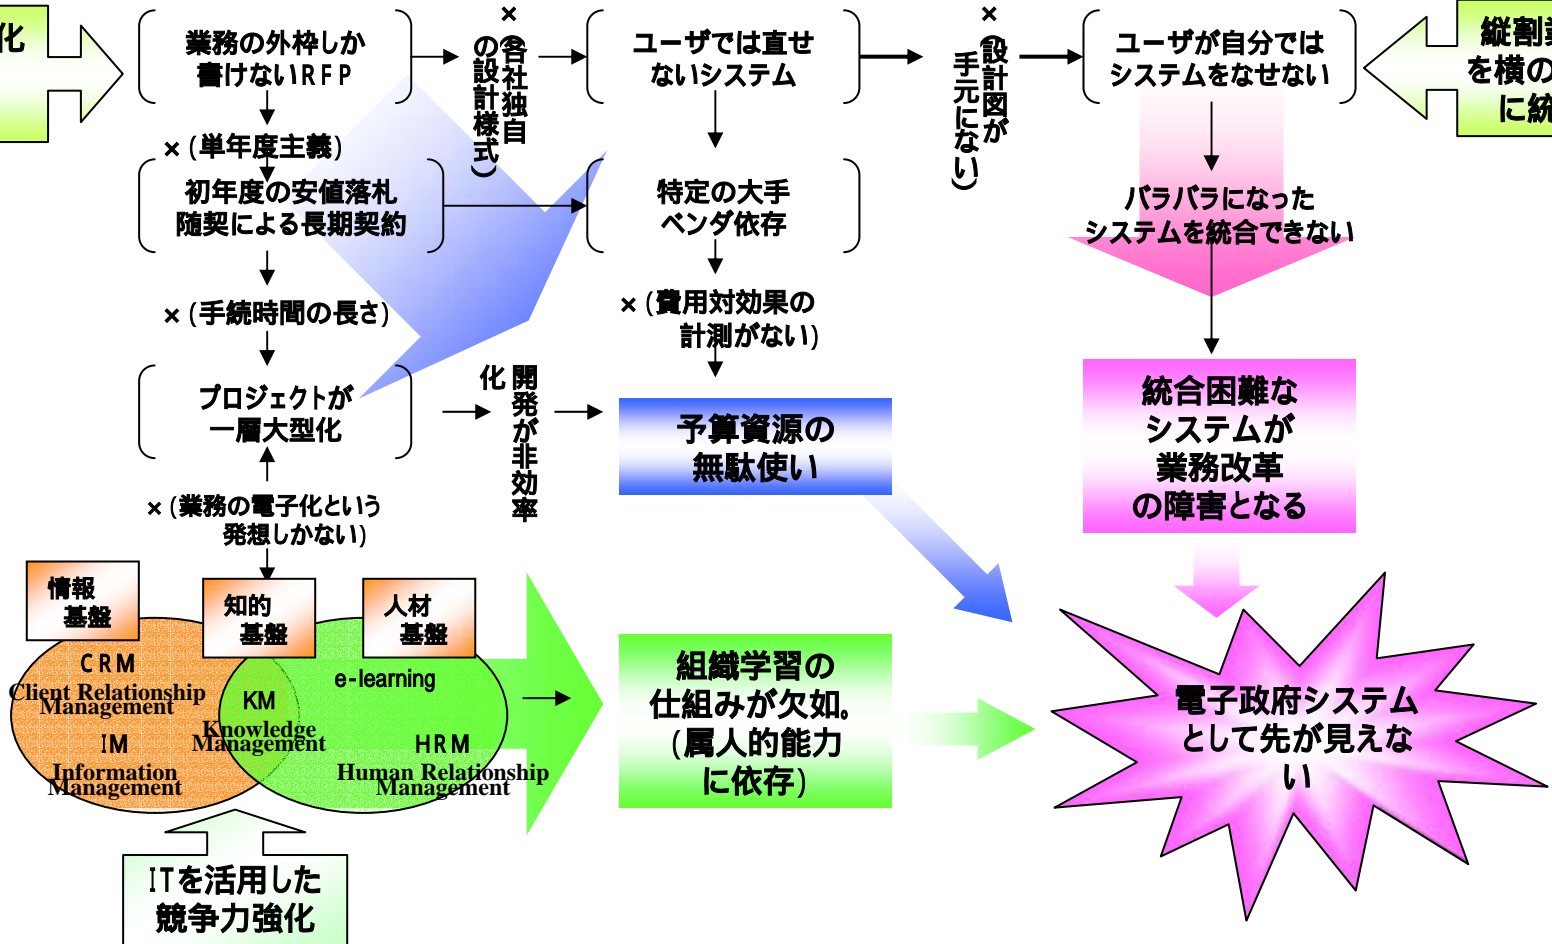 化
業務の外枠しか
書けないRFP
×(各社独自
の設計様式)
ユーザでは直せ
ないシステム
×(設計図が
手元にない)
ユーザが自分では
システムをなせない
縦割
を横の
に統
×(単年度主義)
初年度の安値落札
随契による長期契約
特定の大手
ベンダ依存
バラバラになった
システムを統合できない
×(手続時間の長さ)
×(費用対効果の
計測がない)
プロジェクトが
一層大型化
開発が非効率
化
予算資源の
無駄使い
統合困難な
システムが
業務改革
の障害となる
×(業務の電子化という
発想しかない)
情報
基盤
知的
基盤
人材
基盤
CRM
Client Relationship
Management
IM
Information
Management
KM
Knowledge
Management
e-learning
HRM
Human Relationship
Management
組織学習の
仕組みが欠如。
(属人的能力
に依存)
電子政府システム
として先が見えな
い
ITを活用した
競争力強化